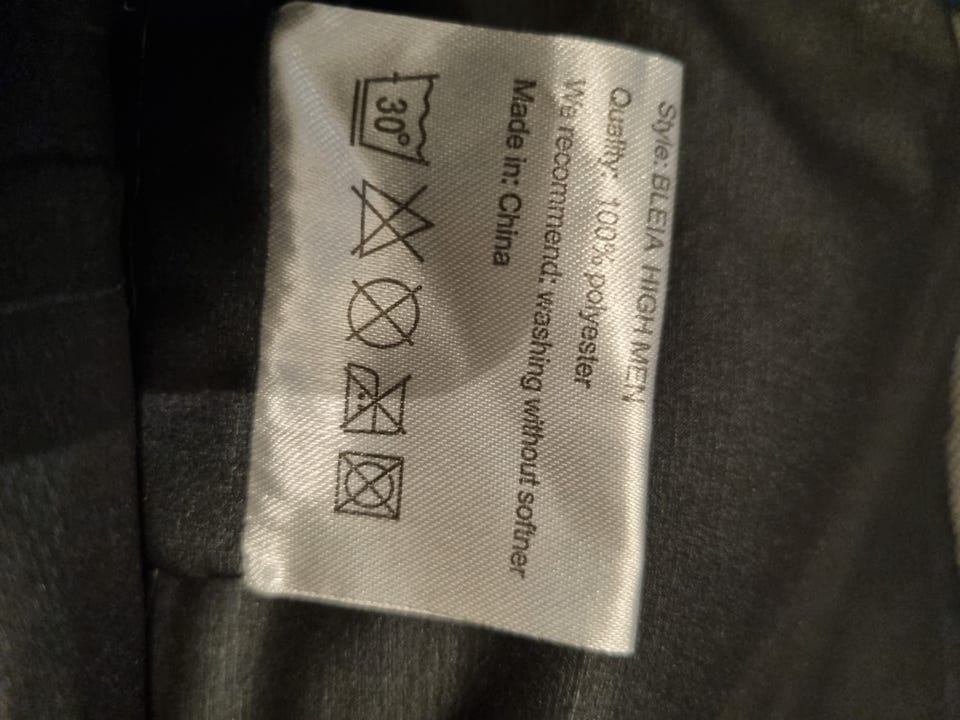 Style: BLEIA HIGH MEN
Quality: 100% polyester
We recommend: washing without softner
Made in: China
30°